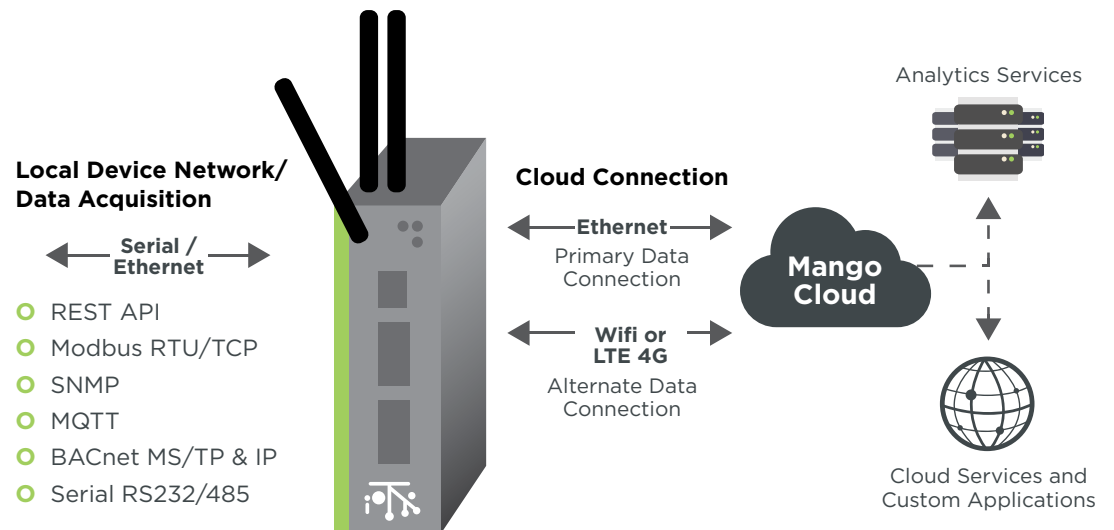 Local Device Network/
Data Acquisition
Serial /
Ethernet
REST API
Modbus RTU/TCP
SNMP
MQTT
BACnet MS/TP & IP
Serial RS232/485
Cloud Connection
Ethernet
Primary Data
Connection
Wifi or
LTE 4G
Alternate Data
Connection
Mango
Cloud
Analytics Services
Cloud Services and
Custom Applications